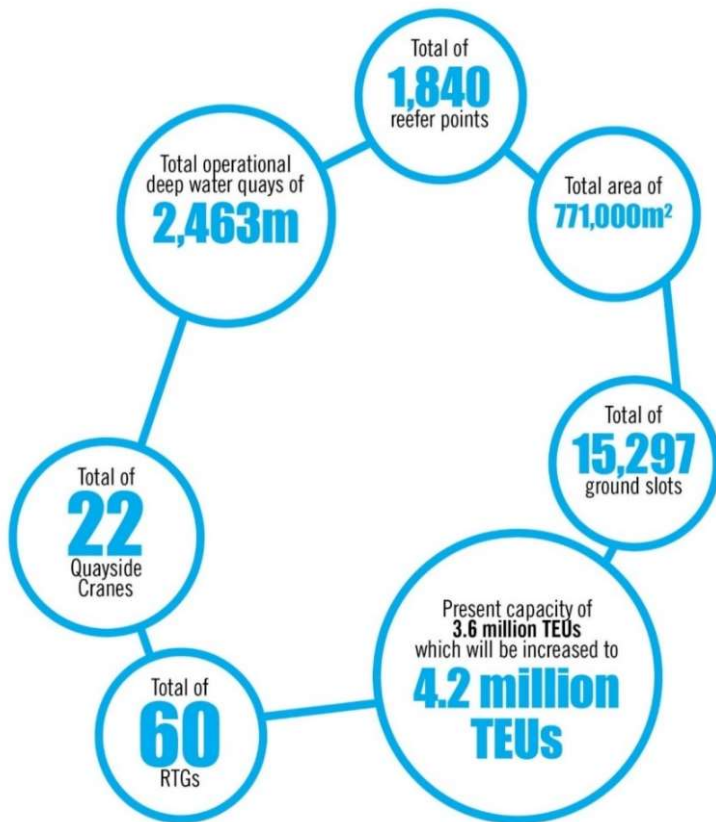 Total of
1,840
reefer points
Total operational
deep water quays of
2,463m
Total area of
771,000m²
Total of
15,297
ground slots
Total of
22
Quayside
Cranes
Present capacity of
3.6 million TEUs
which will be increased to
4.2 million
TEUs
Total of
60
RTGs